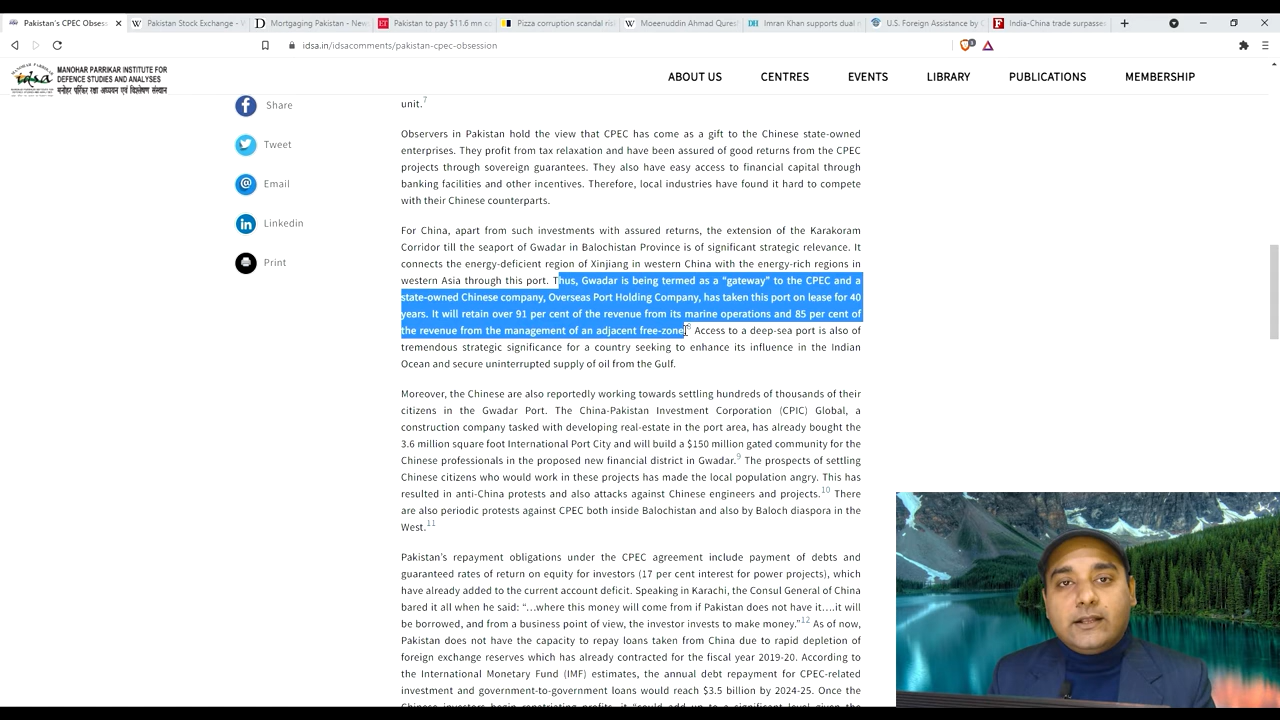 Pakistan's CPEC Obs
Pakistan Stock Exchange - W
Mortgaging Pakistan - New
Pakistan to pay $11.6 mn co
Pizza corruption scandal ris
Moeenuddin Ahmad Qures
Imran Khan supports dual n
U.S. Foreign Assistance by C
India-China trade surpasse
idsa.in/idsacomments/pakistan-cpec-obsession
MANOHAR PARRIKAR INSTITUTE FOR
DEFENCE STUDIES AND ANALYSES
मनोहर पर्रिकर रक्षा अध्ययन एवं विश्लेषण संस्थान
idsa
ABOUT US
CENTRES
EVENTS
LIBRARY
PUBLICATIONS
MEMBERSHIP
Share
Tweet
Email
Linkedin
Print
unit.7
Observers in Pakistan hold the view that CPEC has come as a gift to the Chinese state-owned
enterprises. They profit from tax relaxation and have been assured of good returns from the CPEC
projects through sovereign guarantees. They also have easy access to financial capital through
banking facilities and other incentives. Therefore, local industries have found it hard to compete
with their Chinese counterparts.
For China, apart from such investments with assured returns, the extension of the Karakoram
Corridor till the seaport of Gwadar in Balochistan Province is of significant strategic relevance. It
connects the energy-deficient region of Xinjiang in western China with the energy-rich regions in
western Asia through this port. Thus, Gwadar is being termed as a “gateway” to the CPEC and a
state-owned Chinese company, Overseas Port Holding Company, has taken this port on lease for 40
years. It will retain over 91 per cent of the revenue from its marine operations and 85 per cent of
the revenue from the management of an adjacent free-zone.8 Access to a deep-sea port is also of
tremendous strategic significance for a country seeking to enhance its influence in the Indian
Ocean and secure uninterrupted supply of oil from the Gulf.
Moreover, the Chinese are also reportedly working towards settling hundreds of thousands of their
citizens in the Gwadar Port. The China-Pakistan Investment Corporation (CPIC) Global, a
construction company tasked with developing real-estate in the port area, has already bought the
3.6 million square foot International Port City and will build a $150 million gated community for the
Chinese professionals in the proposed new financial district in Gwadar.9 The prospects of settling
Chinese citizens who would work in these projects has made the local population angry. This has
resulted in anti-China protests and also attacks against Chinese engineers and projects.10 There
are also periodic protests against CPEC both inside Balochistan and also by Baloch diaspora in the
West.11
Pakistan's repayment obligations under the CPEC agreement include payment of debts and
guaranteed rates of return on equity for investors (17 per cent interest for power projects), which
have already added to the current account deficit. Speaking in Karachi, the Consul General of China
bared it all when he said: “…where this money will come from if Pakistan does not have it….it will
be borrowed, and from a business point of view, the investor invests to make money.”12 As of now,
Pakistan does not have the capacity to repay loans taken from China due to rapid depletion of
foreign exchange reserves which has already contracted for the fiscal year 2019-20. According to
the International Monetary Fund (IMF) estimates, the annual debt repayment for CPEC-related
investment and government-to-government loans would reach $3.5 billion by 2024-25. Once the